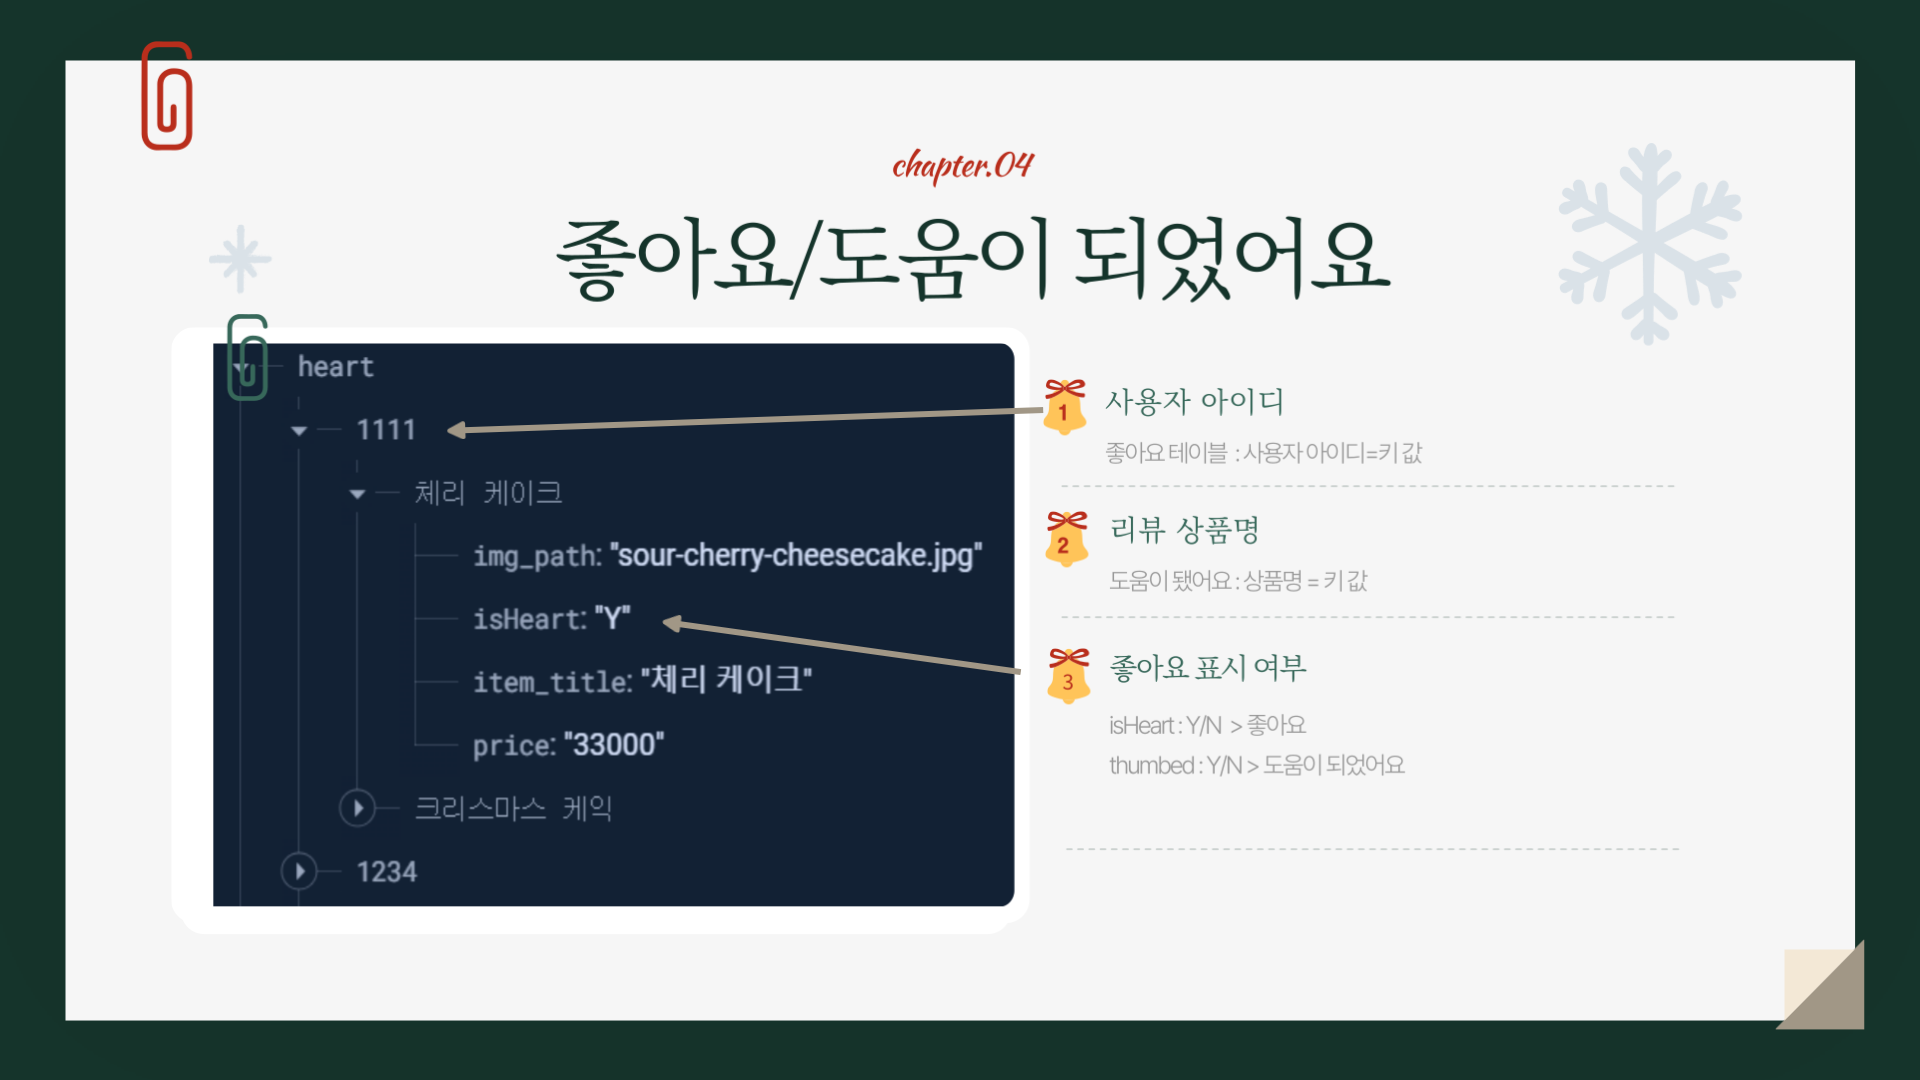 chapter.04
좋아요/도움이 되었어요
heart
1111
체리 케이크
img_path: "sour-cherry-cheesecake.jpg"
isHeart: "Y"
item_title: "체리 케이크"
price: "33000"
크리스마스 케익
1234
1 사용자 아이디
좋아요 테이블 : 사용자 아이디=키 값
2 리뷰 상품명
도움이 됐어요 : 상품명 = 키 값
3 좋아요 표시 여부
isHeart : Y/N > 좋아요
thumbed : Y/N > 도움이 되었어요